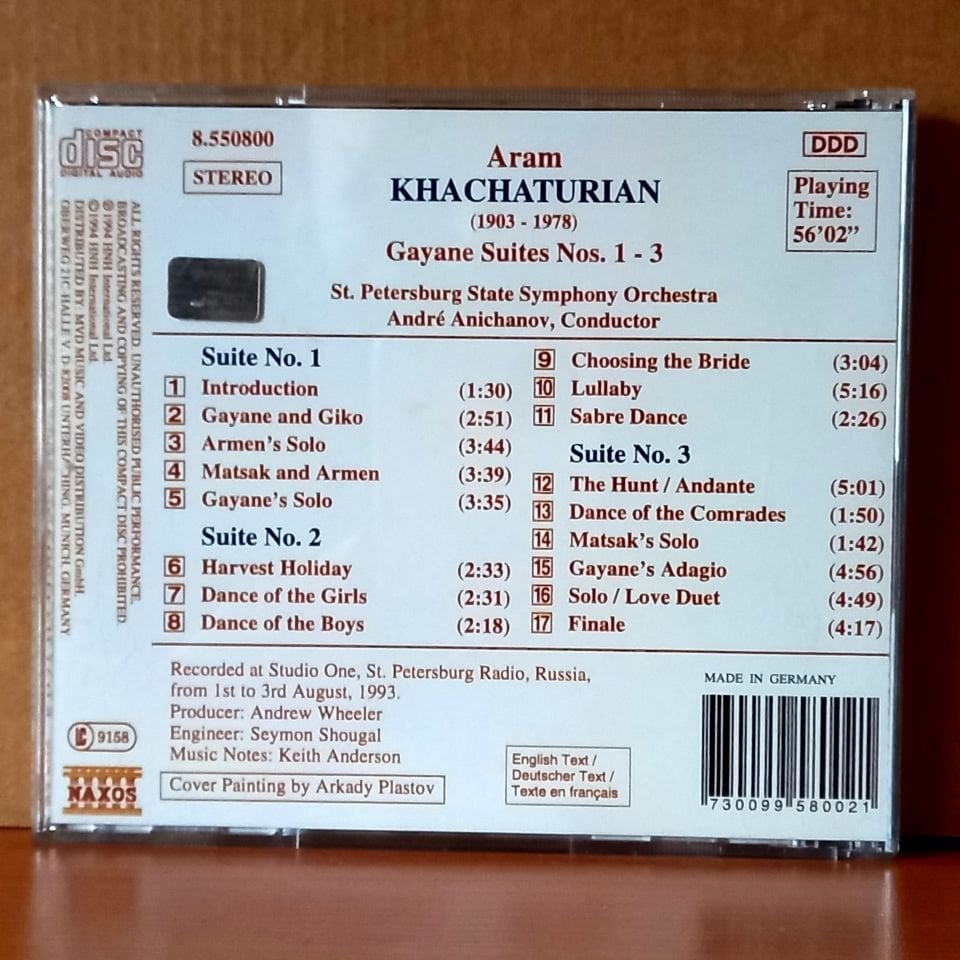 COMPACT
disc
DIGITAL AUDIO
8.550800
STEREO
Aram
KHACHATURIAN
(1903 - 1978)
Gayane Suites Nos. 1 - 3
St. Petersburg State Symphony Orchestra
André Anichanov, Conductor
DDD
Playing
Time:
56'02"
Suite No. 1
1 Introduction (1:30)
2 Gayane and Giko (2:51)
3 Armen's Solo (3:44)
4 Matsak and Armen (3:39)
5 Gayane's Solo (3:35)
Suite No. 2
6 Harvest Holiday (2:33)
7 Dance of the Girls (2:31)
8 Dance of the Boys (2:18)
9 Choosing the Bride (3:04)
10 Lullaby (5:16)
11 Sabre Dance (2:26)
Suite No. 3
12 The Hunt / Andante (5:01)
13 Dance of the Comrades (1:50)
14 Matsak's Solo (1:42)
15 Gayane's Adagio (4:56)
16 Solo / Love Duet (4:49)
17 Finale (4:17)
Recorded at Studio One, St. Petersburg Radio, Russia,
from 1st to 3rd August, 1993.
Producer: Andrew Wheeler
Engineer: Seymon Shougal
Music Notes: Keith Anderson
Cover Painting by Arkady Plastov
English Text /
Deutscher Text /
Texte en français
MADE IN GERMANY
7 30099 58002 1
ALL RIGHTS RESERVED. UNAUTHORISED PUBLIC PERFORMANCE,
BROADCASTING AND COPYING OF THIS COMPACT DISC PROHIBITED.
℗ 1994 HNH International Ltd.
© 1994 HNH International Ltd.
DISTRIBUTED BY: MVD MUSIC AND VIDEO DISTRIBUTION GmbH,
OBERWEG 21C-HALLE V, MUNICH, GERMANY
LC 9158
NAXOS